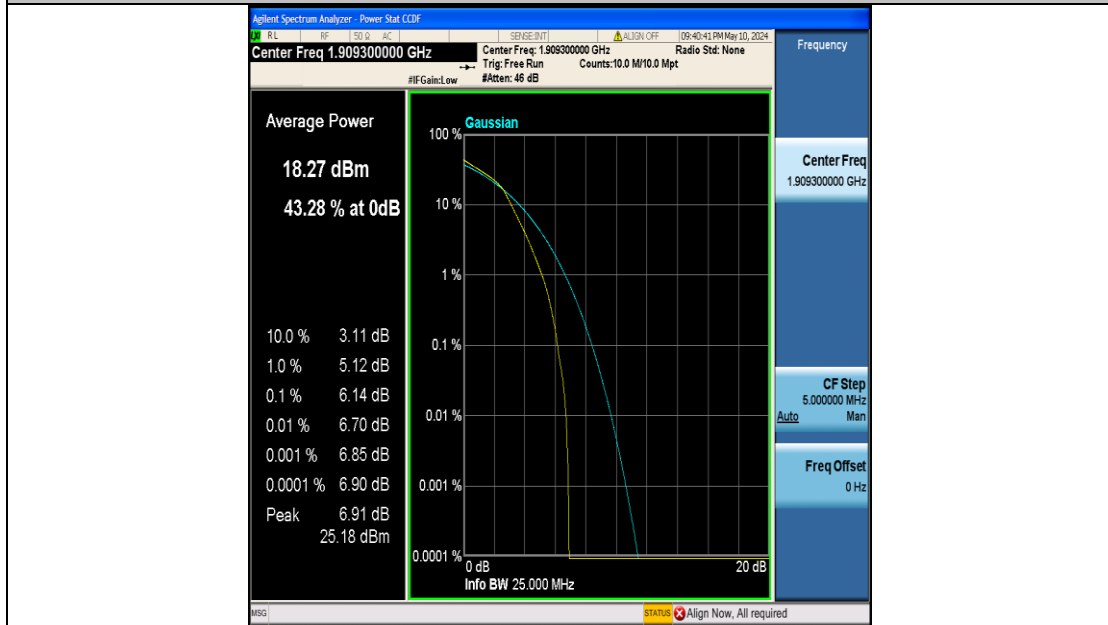 Agilent Spectrum Analyzer - Power Stat CCDF
RL RF 50 Ω AC SENSE:INT ALIGN OFF 09:40:41 PM May 10, 2024
Center Freq 1.909300000 GHz
Center Freq: 1.909300000 GHz Radio Std: None
Trig: Free Run Counts:10.0 M/10.0 Mpt
#IFGain:Low #Atten: 46 dB
Frequency
Average Power
18.27 dBm
43.28 % at 0dB
10.0 % 3.11 dB
1.0 % 5.12 dB
0.1 % 6.14 dB
0.01 % 6.70 dB
0.001 % 6.85 dB
0.0001 % 6.90 dB
Peak 6.91 dB
25.18 dBm
Gaussian
100 %
10 %
1 %
0.1 %
0.01 %
0.001 %
0.0001 %
0 dB 20 dB
Info BW 25.000 MHz
Center Freq
1.909300000 GHz
CF Step
5.000000 MHz
Auto Man
Freq Offset
0 Hz
MSG STATUS Align Now, All required